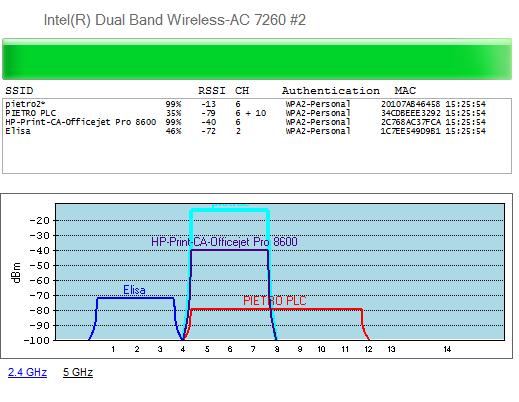 Intel(R) Dual Band Wireless-AC 7260 #2
SSID RSSI CH Authentication MAC
pietro2* 99% -13 6 WPA2-Personal 20107AB46458 15:25:54
PIETRO PLC 35% -79 6 + 10 WPA2-Personal 34CDBEEE3292 15:25:54
HP-Print-CA-Officejet Pro 8600 99% -40 6 WPA2-Personal 2C768AC37FCA 15:25:54
Elisa 46% -72 2 WPA2-Personal 1C7EE549D9B1 15:25:54
-20
-30
-40
-50
-60
-70
-80
-90
-100
dBm
HP-Print-CA-Officejet Pro 8600
Elisa
PIETRO PLC
1 2 3 4 5 6 7 8 9 10 11 12 13 14
2.4 GHz 5 GHz